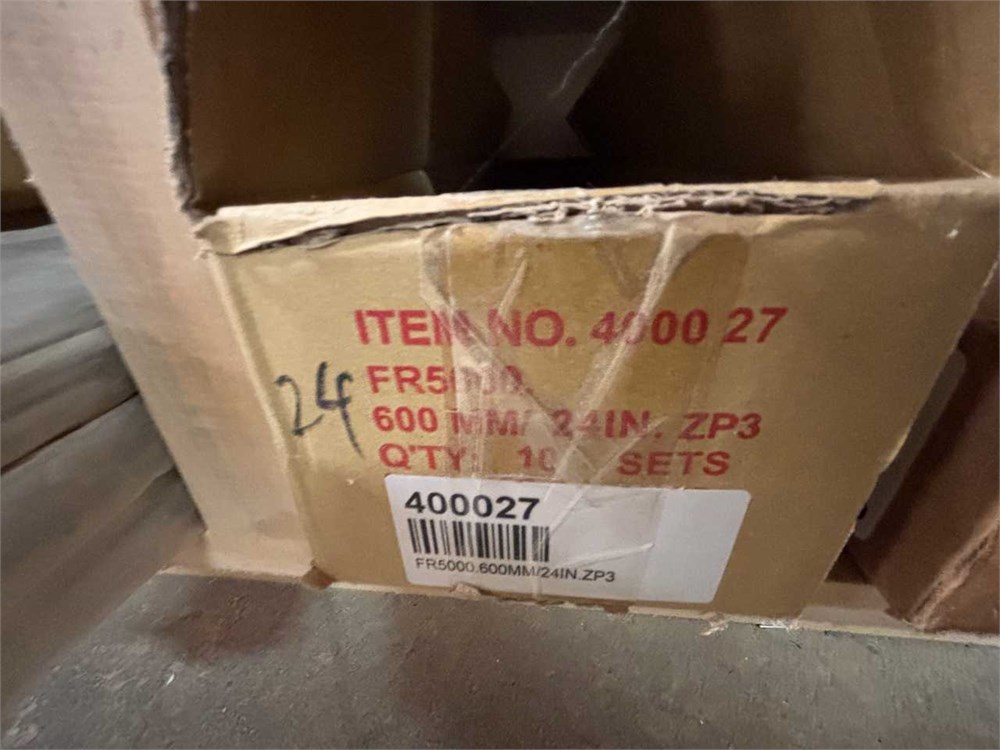 ITEM NO. 4000 27
24
FR5000.
600 MM/ 24IN. ZP3
Q'TY 10 SETS
400027
FR5000.600MM/24IN.ZP3